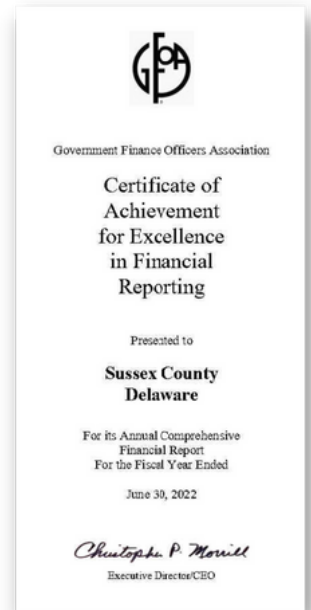 GFOA
Government Finance Officers Association
Certificate of
Achievement
for Excellence
in Financial
Reporting
Presented to
Sussex County
Delaware
For its Annual Comprehensive
Financial Report
For the Fiscal Year Ended
June 30, 2022
Christopher P. Morrill
Executive Director/CEO